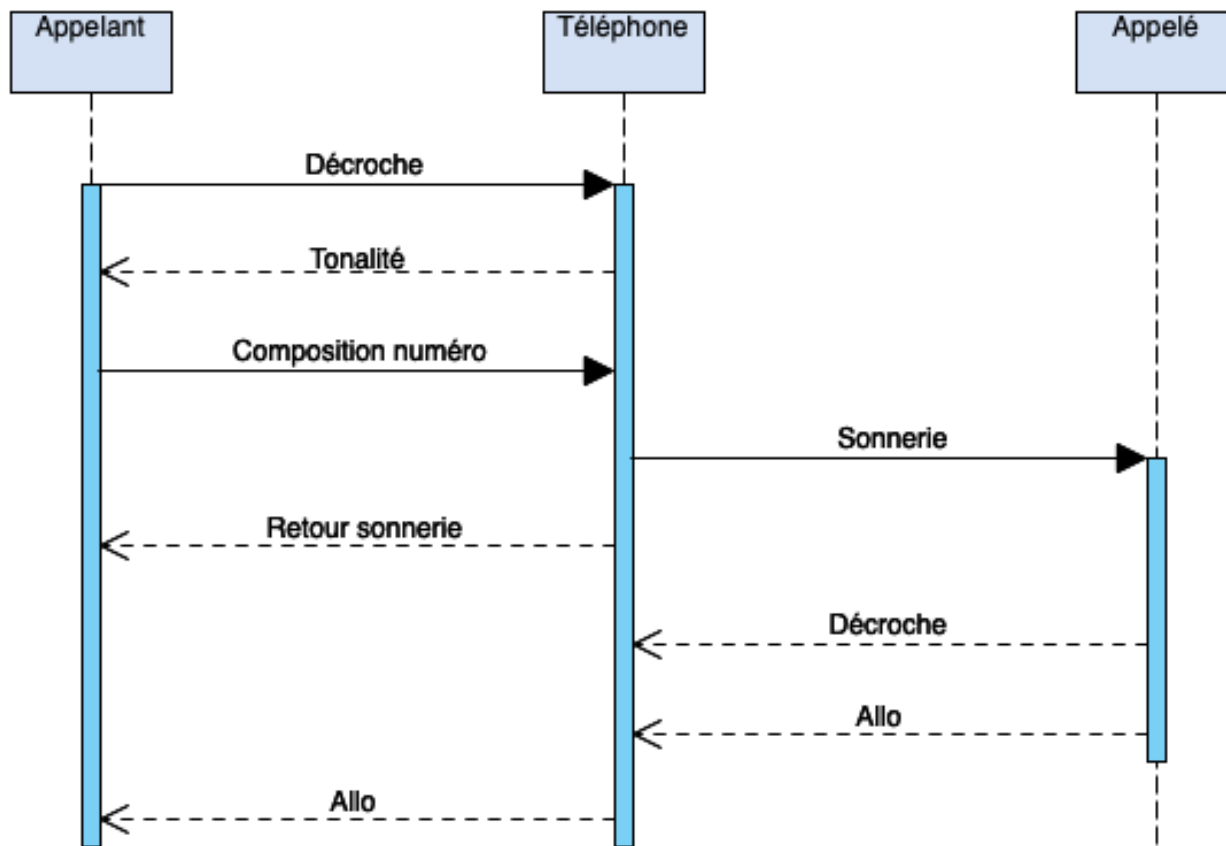 Appelant
Téléphone
Appelé
Décroche
Tonalité
Composition numéro
Sonnerie
Retour sonnerie
Décroche
Allo
Allo